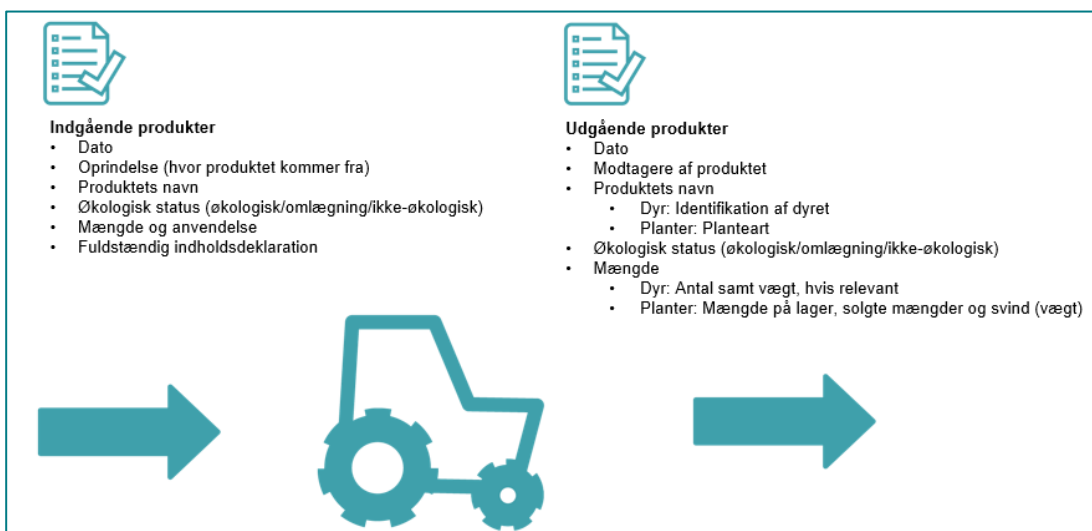 Indgående produkter
• Dato
• Oprindelse (hvor produktet kommer fra)
• Produktets navn
• Økologisk status (økologisk/omlægning/ikke-økologisk)
• Mængde og anvendelse
• Fuldstændig indholdsdeklaration
Udgående produkter
• Dato
• Modtagere af produktet
• Produktets navn
• Dyr: Identifikation af dyret
• Planter: Planteart
• Økologisk status (økologisk/omlægning/ikke-økologisk)
• Mængde
• Dyr: Antal samt vægt, hvis relevant
• Planter: Mængde på lager, solgte mængder og svind (vægt)